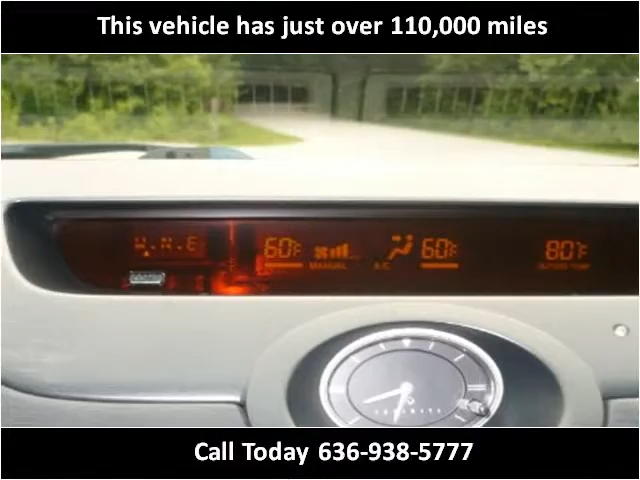 This vehicle has just over 110,000 miles
W.N.E
60°F
MANUAL
A/C
60°F
80°F
OUTSIDE TEMP
INFINITI
Call Today 636-938-5777